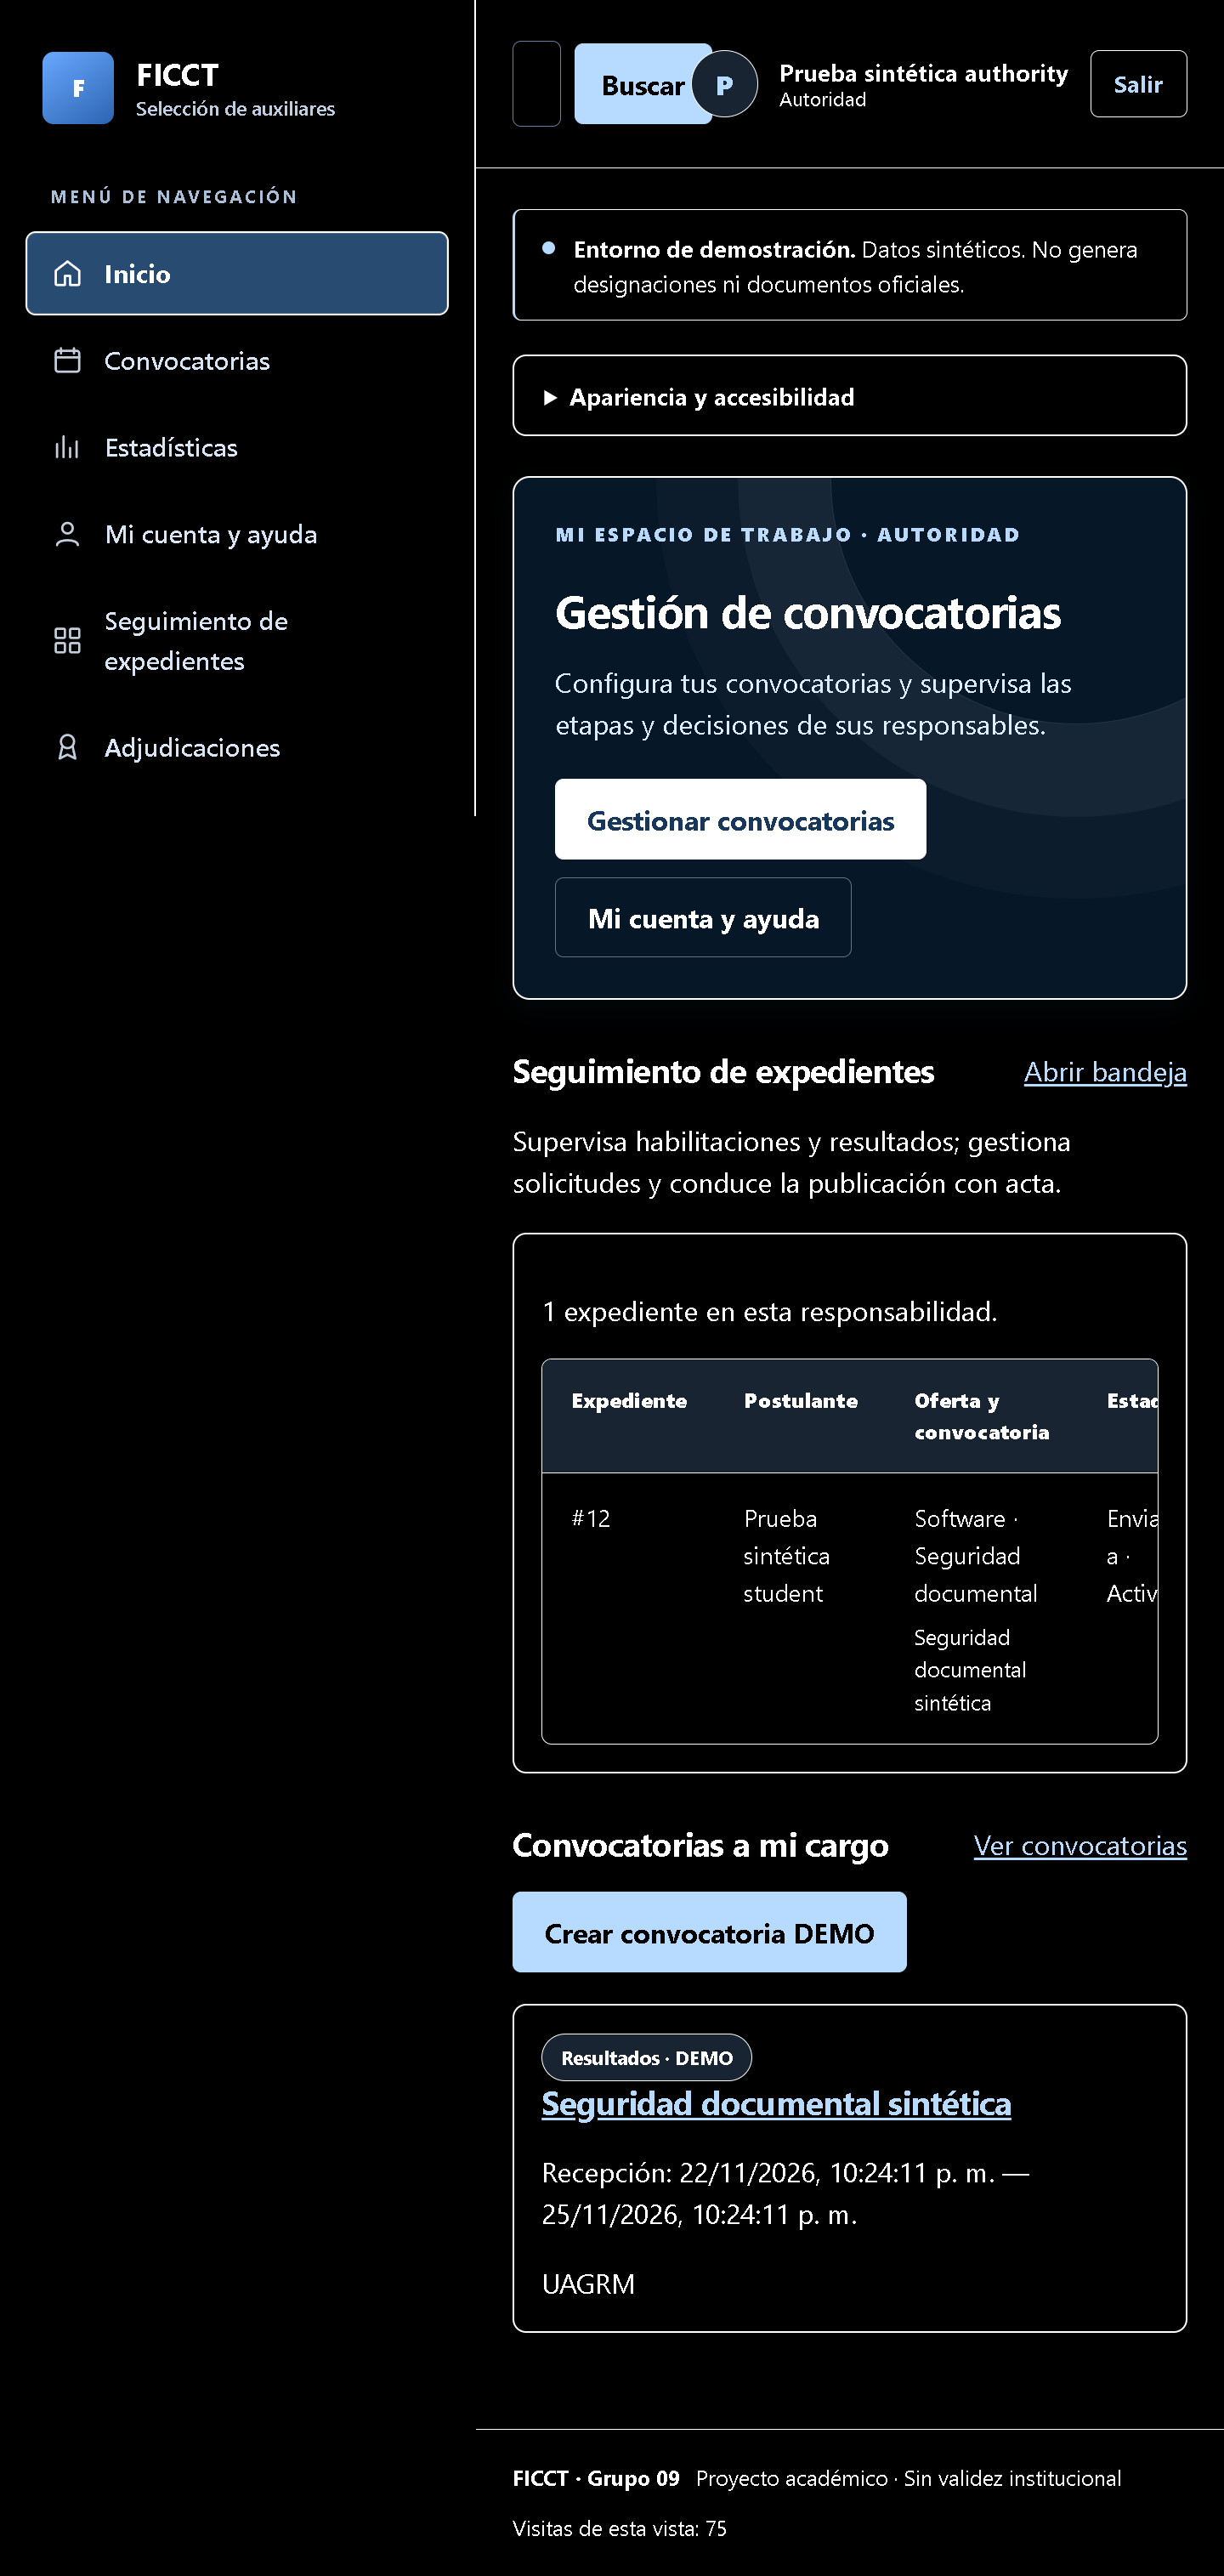 F
FICCT
Selección de auxiliares
MENÚ DE NAVEGACIÓN
Inicio
Convocatorias
Estadísticas
Mi cuenta y ayuda
Seguimiento de
expedientes
Adjudicaciones
Buscar
P
Prueba sintética authority
Autoridad
Salir
Entorno de demostración. Datos sintéticos. No genera
designaciones ni documentos oficiales.
Apariencia y accesibilidad
MI ESPACIO DE TRABAJO · AUTORIDAD
Gestión de convocatorias
Configura tus convocatorias y supervisa las
etapas y decisiones de sus responsables.
Gestionar convocatorias
Mi cuenta y ayuda
Seguimiento de expedientes
Abrir bandeja
Supervisa habilitaciones y resultados; gestiona
solicitudes y conduce la publicación con acta.
1 expediente en esta responsabilidad.
Expediente Postulante Oferta y Estad
convocatoria
#12 Prueba Software · Envia
sintética Seguridad a ·
student documental Activ
Seguridad
documental
sintética
Convocatorias a mi cargo
Ver convocatorias
Crear convocatoria DEMO
Resultados · DEMO
Seguridad documental sintética
Recepción: 22/11/2026, 10:24:11 p. m. —
25/11/2026, 10:24:11 p. m.
UAGRM
FICCT · Grupo 09 Proyecto académico · Sin validez institucional
Visitas de esta vista: 75